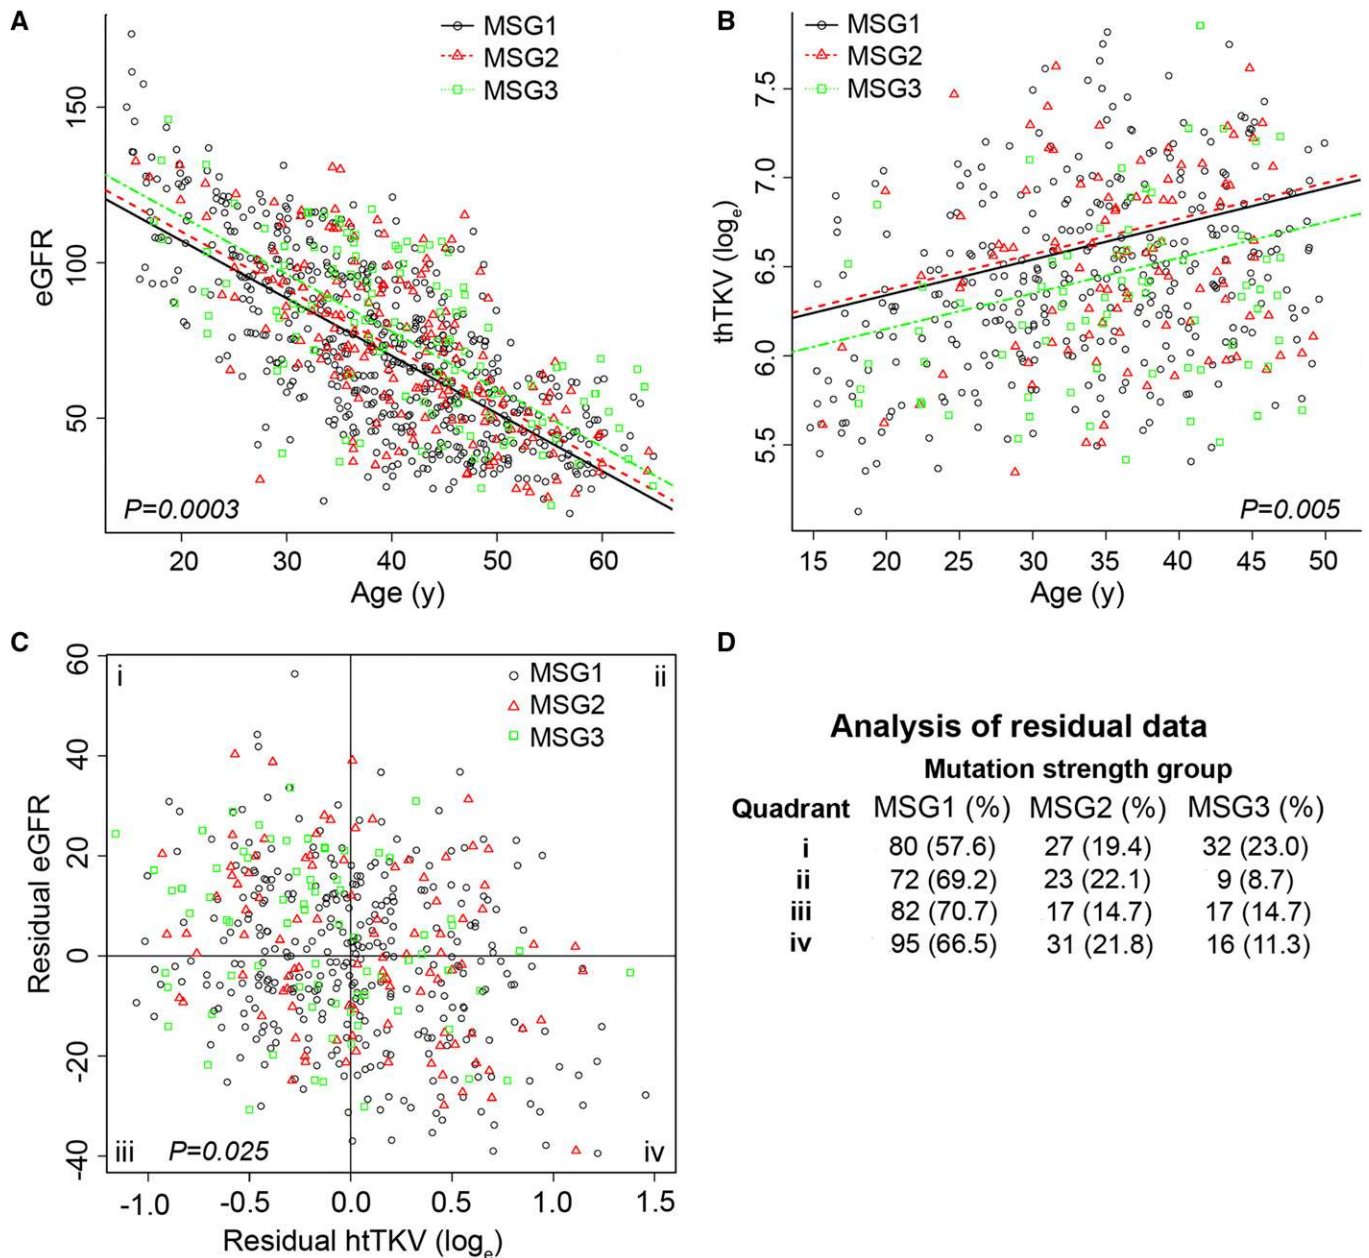 A
MSG1
MSG2
MSG3
150
100
50
eGFR
P=0.0003
20 30 40 50 60
Age (y)
B
MSG1
MSG2
MSG3
7.5
7.0
6.5
6.0
5.5
thTKV (loge)
P=0.005
15 20 25 30 35 40 45 50
Age (y)
C
60
40
20
0
-20
-40
Residual eGFR
i
ii
MSG1
MSG2
MSG3
iii
P=0.025
iv
-1.0 -0.5 0.0 0.5 1.0 1.5
Residual htTKV (loge)
D
Analysis of residual data
Mutation strength group
Quadrant MSG1 (%) MSG2 (%) MSG3 (%)
i 80 (57.6) 27 (19.4) 32 (23.0)
ii 72 (69.2) 23 (22.1) 9 (8.7)
iii 82 (70.7) 17 (14.7) 17 (14.7)
iv 95 (66.5) 31 (21.8) 16 (11.3)